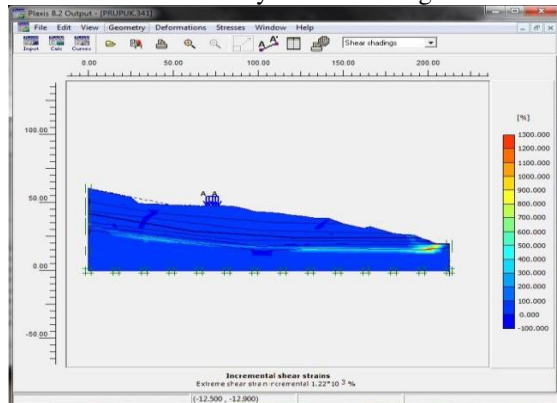 Plaxis 8.2 Output - [PRUPUK.341]
File Edit View Geometry Deformations Stresses Window Help
Input Calc Curves Shear shadings
0.00 50.00 100.00 150.00 200.00
100.00
50.00
0.00
-50.00
A A
[%]
1300.000
1200.000
1100.000
1000.000
900.000
800.000
700.000
600.000
500.000
400.000
300.000
200.000
100.000
0.000
-100.000
Incremental shear strains
Extreme shear strain incremental 1.22*10 3 %
(-12.500 , -12.900)